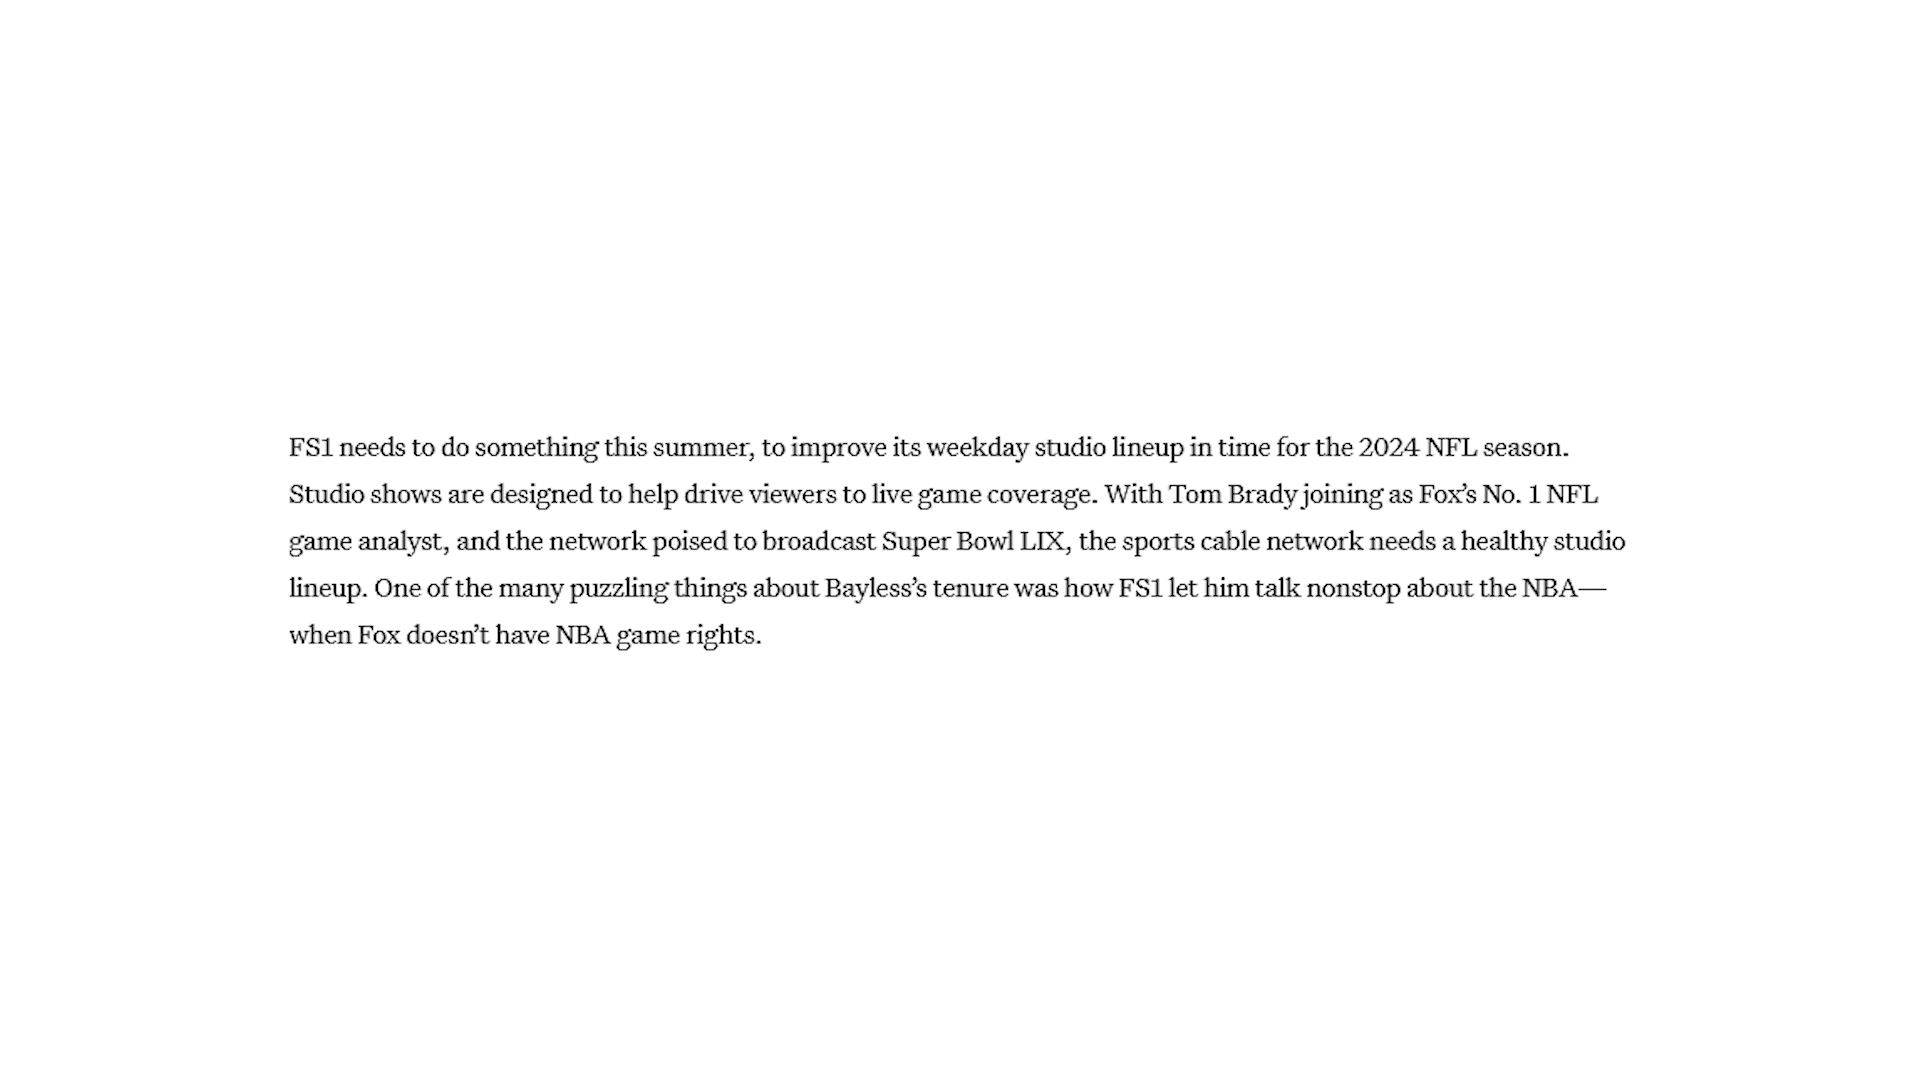 FS1 needs to do something this summer, to improve its weekday studio lineup in time for the 2024 NFL season.
Studio shows are designed to help drive viewers to live game coverage. With Tom Brady joining as Fox’s No. 1 NFL
game analyst, and the network poised to broadcast Super Bowl LIX, the sports cable network needs a healthy studio
lineup. One of the many puzzling things about Bayless’s tenure was how FS1 let him talk nonstop about the NBA—
when Fox doesn’t have NBA game rights.